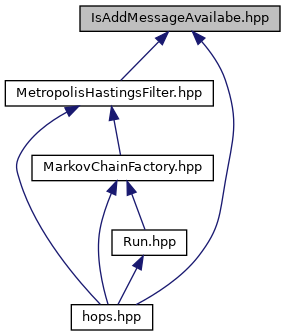 IsAddMessageAvailabe.hpp
MetropolisHastingsFilter.hpp
MarkovChainFactory.hpp
Run.hpp
hops.hpp